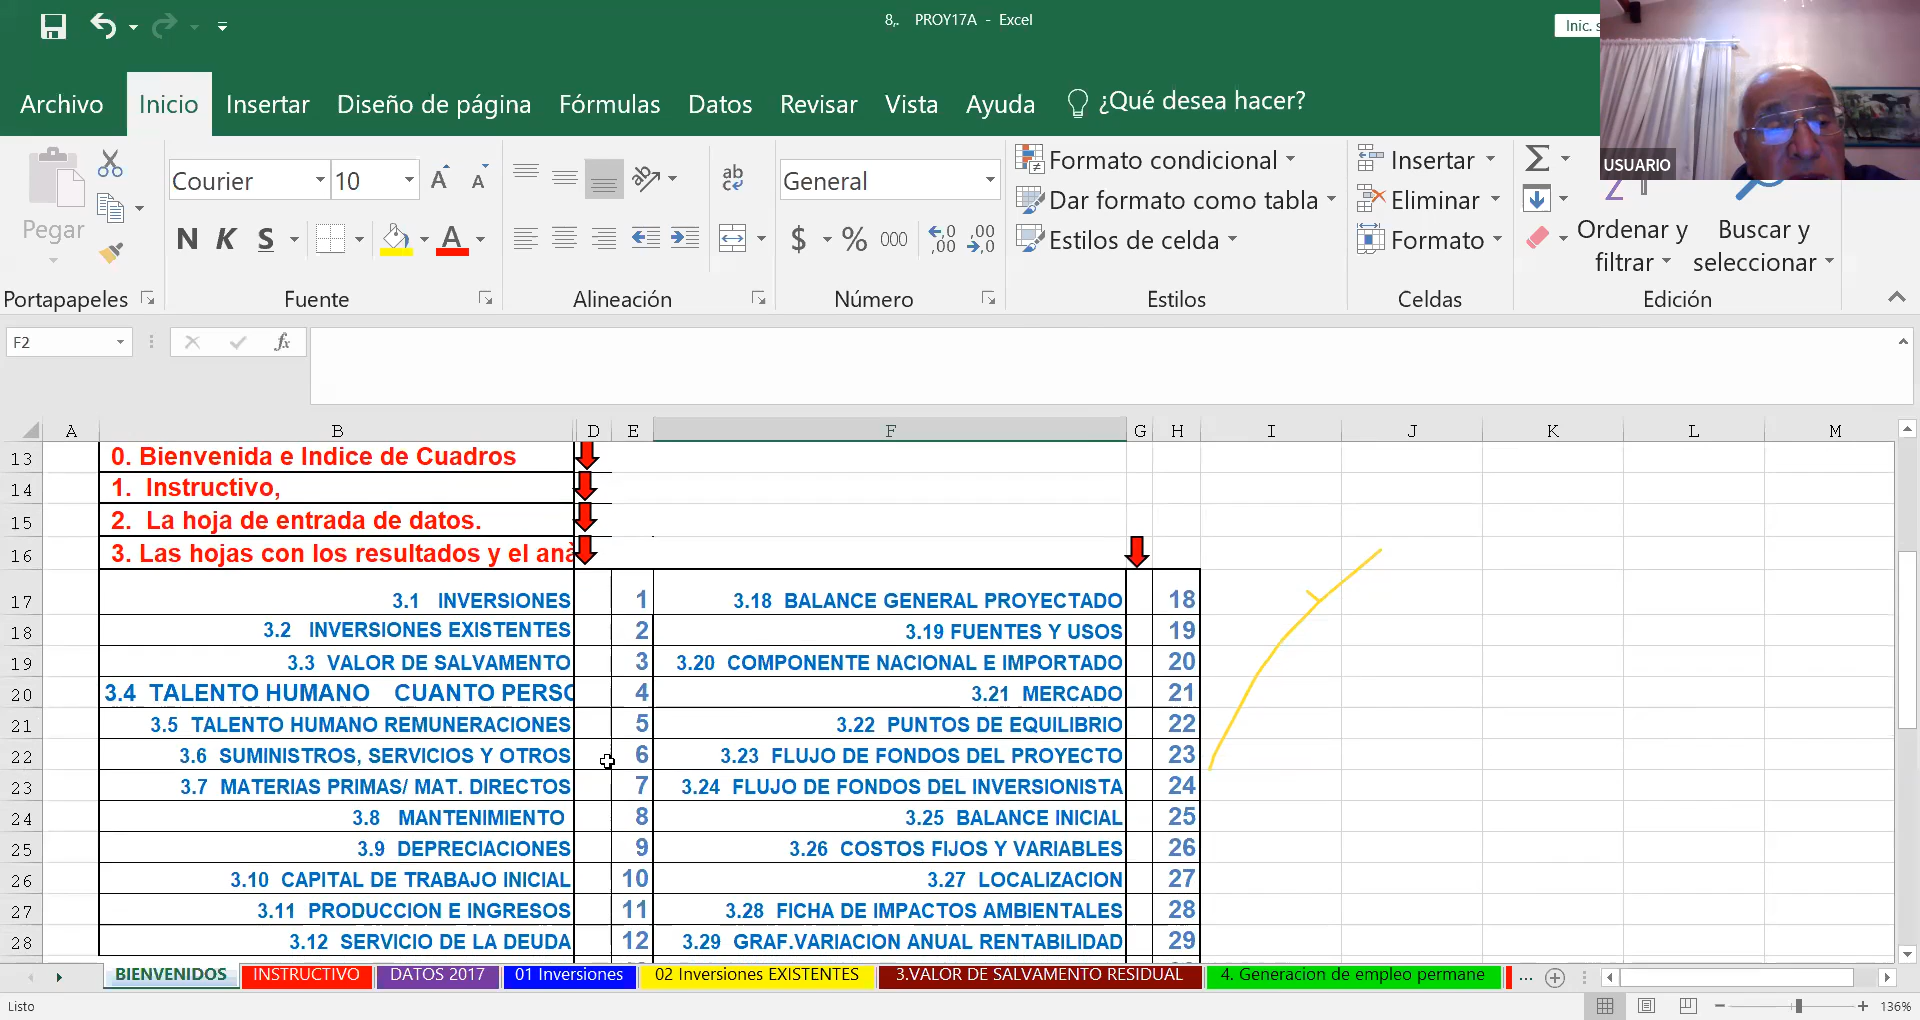 8,.   PROY17A  -  Excel
Inic. s
Archivo Inicio Insertar Diseño de página Fórmulas Datos Revisar Vista Ayuda ¿Qué desea hacer?
USUARIO
Pegar
Portapapeles
Courier 10
N K S
Fuente
Alineación
General
$ % 000
Número
Formato condicional
Dar formato como tabla
Estilos de celda
Estilos
Insertar
Eliminar
Formato
Celdas
Ordenar y filtrar
Buscar y seleccionar
Edición
F2
A B D E F G H I J K L M
13 0. Bienvenida e Indice de Cuadros
14 1.  Instructivo,
15 2.  La hoja de entrada de datos.
16 3. Las hojas con los resultados y el anà
17 3.1   INVERSIONES 1 3.18  BALANCE GENERAL PROYECTADO 18
18 3.2   INVERSIONES EXISTENTES 2 3.19 FUENTES Y USOS 19
19 3.3  VALOR DE SALVAMENTO 3 3.20  COMPONENTE NACIONAL E IMPORTADO 20
20 3.4  TALENTO HUMANO    CUANTO PERSO 4 3.21  MERCADO 21
21 3.5  TALENTO HUMANO REMUNERACIONES 5 3.22  PUNTOS DE EQUILIBRIO 22
22 3.6  SUMINISTROS, SERVICIOS Y OTROS 6 3.23  FLUJO DE FONDOS DEL PROYECTO 23
23 3.7  MATERIAS PRIMAS/ MAT. DIRECTOS 7 3.24  FLUJO DE FONDOS DEL INVERSIONISTA 24
24 3.8   MANTENIMIENTO 8 3.25  BALANCE INICIAL 25
25 3.9  DEPRECIACIONES 9 3.26  COSTOS FIJOS Y VARIABLES 26
26 3.10  CAPITAL DE TRABAJO INICIAL 10 3.27  LOCALIZACION 27
27 3.11  PRODUCCION E INGRESOS 11 3.28  FICHA DE IMPACTOS AMBIENTALES 28
28 3.12  SERVICIO DE LA DEUDA 12 3.29  GRAF.VARIACION ANUAL RENTABILIDAD 29
BIENVENIDOS INSTRUCTIVO DATOS 2017 01 Inversiones 02 Inversiones EXISTENTES 3.VALOR DE SALVAMENTO RESIDUAL 4. Generacion de empleo permane ...
Listo 136%